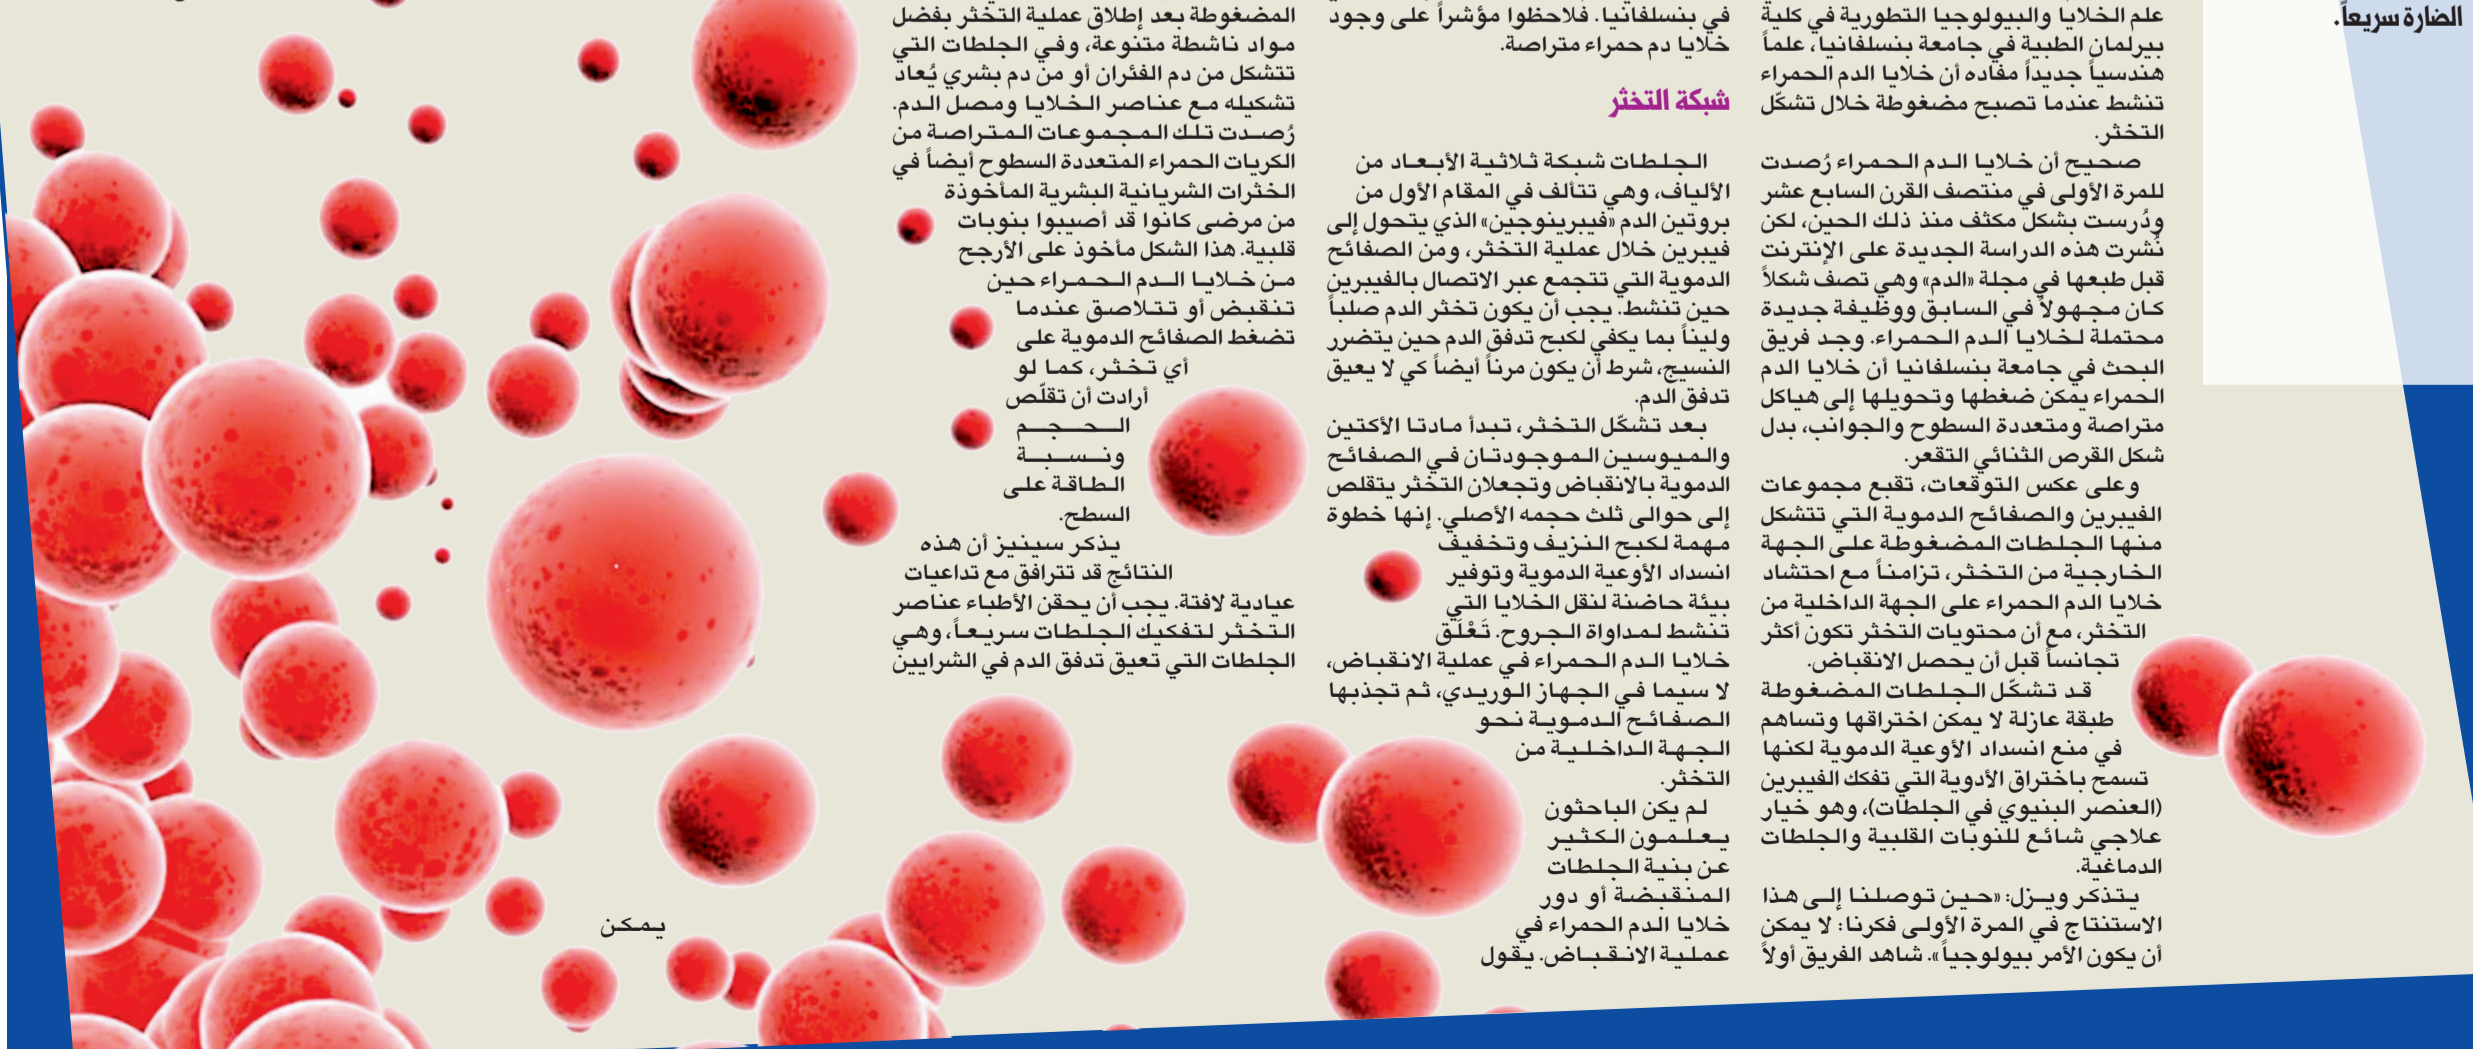 الضارة سريعاً.
علم الخلايا والبيولوجيا التطورية في كلية
بيرلمان الطبية في جامعة بنسلفانيا، علماً
هندسياً جديداً مفاده أن خلايا الدم الحمراء
تنشط عندما تصبح مضغوطة خلال تشكّل
التخثر.
صحيح أن خلايا الدم الحمراء رُصدت
للمرة الأولى في منتصف القرن السابع عشر
ودُرست بشكل مكثف منذ ذلك الحين، لكن
نُشرت هذه الدراسة الجديدة على الإنترنت
قبل طبعها في مجلة «الدم» وهي تصف شكلاً
كان مجهولاً في السابق ووظيفة جديدة
محتملة لخلايا الدم الحمراء. وجد فريق
البحث في جامعة بنسلفانيا أن خلايا الدم
الحمراء يمكن ضغطها وتحويلها إلى هياكل
متراصة ومتعددة السطوح والجوانب، بدل
شكل القرص الثنائي التقعر.
وعلى عكس التوقعات، تقبع مجموعات
الفيبرين والصفائح الدموية التي تتشكل
منها الجلطات المضغوطة على الجهة
الخارجية من التخثر، تزامناً مع احتشاد
خلايا الدم الحمراء على الجهة الداخلية من
التخثر، مع أن محتويات التخثر تكون أكثر
تجانساً قبل أن يحصل الانقباض.
قد تشكّل الجلطات المضغوطة
طبقة عازلة لا يمكن اختراقها وتساهم
في منع انسداد الأوعية الدموية لكنها
تسمح باختراق الأدوية التي تفكك الفيبرين
(العنصر البنيوي في الجلطات)، وهو خيار
علاجي شائع للنوبات القلبية والجلطات
الدماغية.
يتذكر ويزل: «حين توصلنا إلى هذا
الاستنتاج في المرة الأولى فكرنا: لا يمكن
أن يكون الأمر بيولوجياً». شاهد الفريق أولاً
في بنسلفانيا. فلاحظوا مؤشراً على وجود
خلايا دم حمراء متراصة.
شبكة التخثر
الجلطات شبكة ثلاثية الأبعاد من
الألياف، وهي تتألف في المقام الأول من
بروتين الدم «فيبرينوجين» الذي يتحول إلى
فيبرين خلال عملية التخثر، ومن الصفائح
الدموية التي تتجمع عبر الاتصال بالفيبرين
حين تنشط. يجب أن يكون تخثر الدم صلباً
وليناً بما يكفي لكبح تدفق الدم حين يتضرر
النسيج، شرط أن يكون مرناً أيضاً كي لا يعيق
تدفق الدم.
بعد تشكّل التخثر، تبدأ مادتا الأكتين
والميوسين الموجودتان في الصفائح
الدموية بالانقباض وتجعلان التخثر يتقلص
إلى حوالى ثلث حجمه الأصلي. إنها خطوة
مهمة لكبح النزيف وتخفيف
انسداد الأوعية الدموية وتوفير
بيئة حاضنة لنقل الخلايا التي
تنشط لمداواة الجروح. تَعْلَق
خلايا الدم الحمراء في عملية الانقباض،
لا سيما في الجهاز الوريدي، ثم تجذبها
الصفائح الدموية نحو
الجهة الداخلية من
التخثر.
لم يكن الباحثون
يعلمون الكثير
عن بنية الجلطات
المنقبضة أو دور
خلايا الدم الحمراء في
عملية الانقباض. يقول
المضغوطة بعد إطلاق عملية التخثر بفضل
مواد ناشطة متنوعة، وفي الجلطات التي
تتشكل من دم الفئران أو من دم بشري يُعاد
تشكيله مع عناصر الخلايا ومصل الدم.
رُصدت تلك المجموعات المتراصة من
الكريات الحمراء المتعددة السطوح أيضاً في
الخثرات الشريانية البشرية المأخوذة
من مرضى كانوا قد أصيبوا بنوبات
قلبية. هذا الشكل مأخوذ على الأرجح
من خلايا الدم الحمراء حين
تنقبض أو تتلاصق عندما
تضغط الصفائح الدموية على
أي تخثر، كما لو
أرادت أن تقلّص
الحجم
ونسبة
الطاقة على
السطح.
يذكر سينيز أن هذه
النتائج قد تترافق مع تداعيات
عيادية لافتة. يجب أن يحقن الأطباء عناصر
التخثر لتفكيك الجلطات سريعاً، وهي
الجلطات التي تعيق تدفق الدم في الشرايين
يمكن